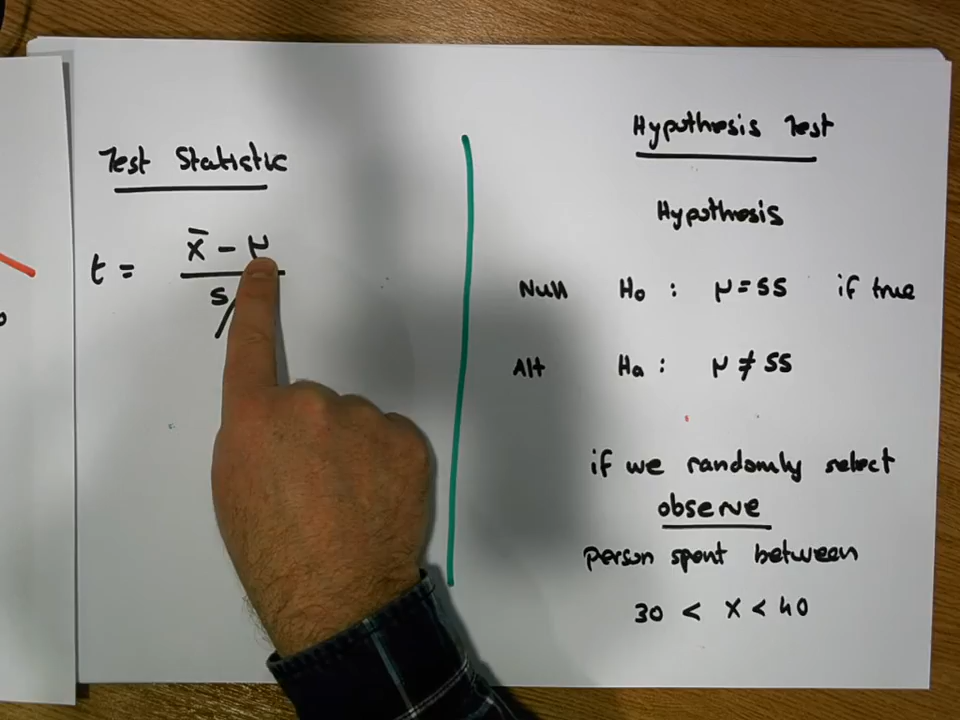 Test Statistic
t = x̄ - μ
s/
Hypothesis Test
Hypothesis
Null H₀ : μ = 55 if true
Alt Ha : μ ≠ 55
if we randomly select
observe
person spent between
30 < x < 40